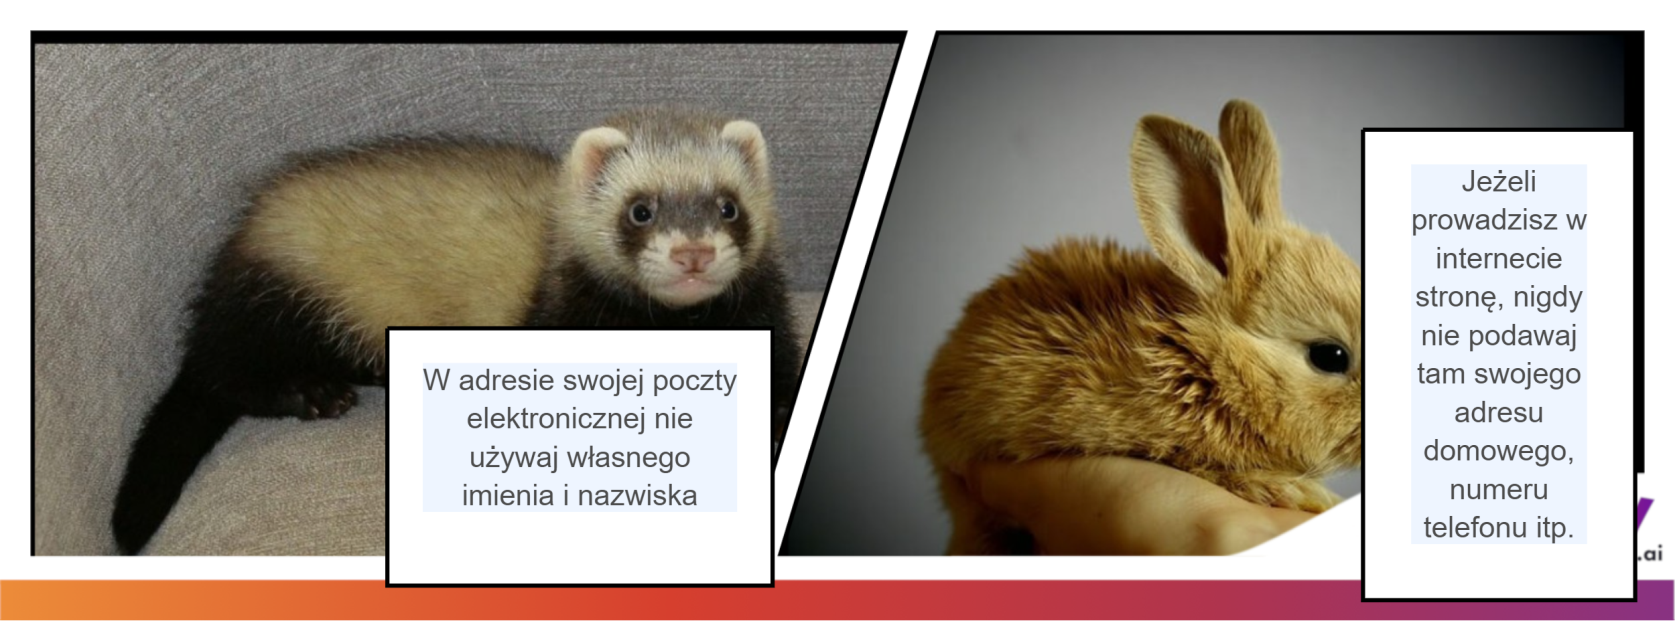 W adresie swojej poczty
elektronicznej nie
używaj własnego
imienia i nazwiska
Jeżeli
prowadzisz w
internecie
stronę, nigdy
nie podawaj
tam swojego
adresu
domowego,
numeru
telefonu itp.
.ai